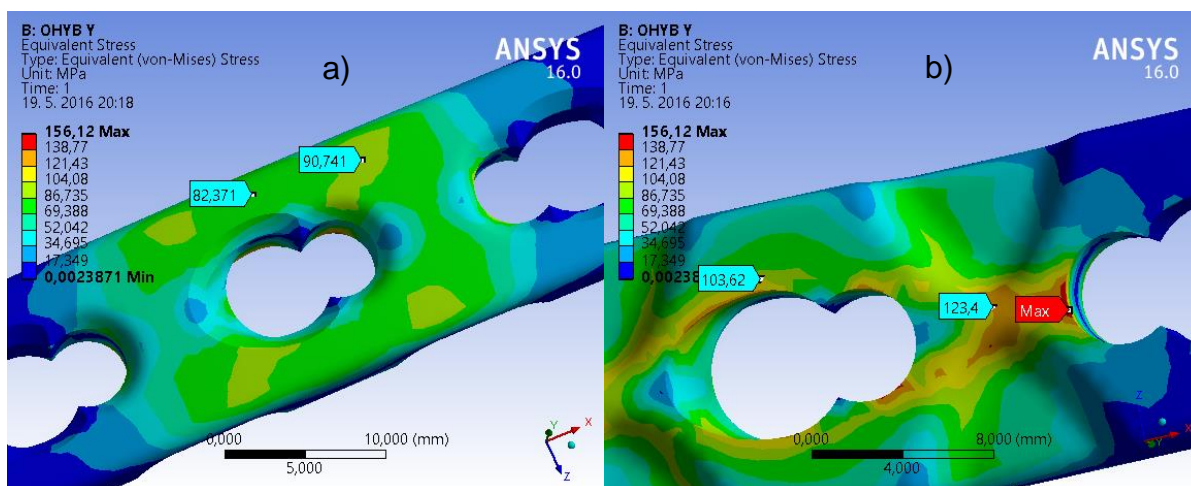 B: OHYB Y
Equivalent Stress
Type: Equivalent (von-Mises) Stress
Unit: MPa
Time: 1
19. 5. 2016 20:18
a)
ANSYS
16.0
156,12 Max
138,77
121,43
104,08
86,735
69,388
52,042
34,695
17,349
0,0023871 Min
90,741
82,371
0,000
10,000 (mm)
5,000
Y
X
Z
B: OHYB Y
Equivalent Stress
Type: Equivalent (von-Mises) Stress
Unit: MPa
Time: 1
19. 5. 2016 20:16
b)
ANSYS
16.0
156,12 Max
138,77
121,43
104,08
86,735
69,388
52,042
34,695
17,349
0,00238
103,62
123,4
Max
0,000
8,000 (mm)
4,000
Z
Y
X